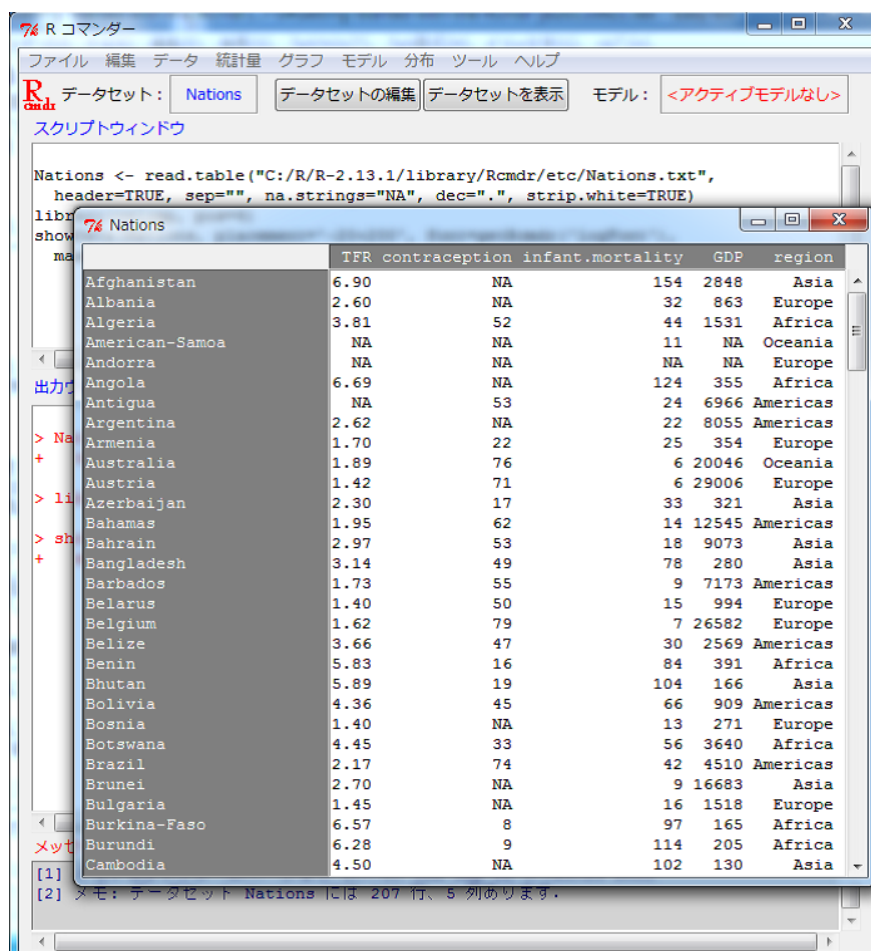 R コマンダー
ファイル 編集 データ 統計量 グラフ モデル 分布 ツール ヘルプ
Rcmdr データセット： Nations データセットの編集 データセットを表示 モデル： <アクティブモデルなし>
スクリプトウィンドウ
Nations <- read.table("C:/R/R-2.13.1/library/Rcmdr/etc/Nations.txt",
header=TRUE, sep="", na.strings="NA", dec=".", strip.white=TRUE)
libr
show
ma
Nations
TFR contraception infant.mortality GDP region
Afghanistan 6.90 NA 154 2848 Asia
Albania 2.60 NA 32 863 Europe
Algeria 3.81 52 44 1531 Africa
American-Samoa NA NA 11 NA Oceania
Andorra NA NA NA NA Europe
Angola 6.69 NA 124 355 Africa
Antigua NA 53 24 6966 Americas
Argentina 2.62 NA 22 8055 Americas
Armenia 1.70 22 25 354 Europe
Australia 1.89 76 6 20046 Oceania
Austria 1.42 71 6 29006 Europe
Azerbaijan 2.30 17 33 321 Asia
Bahamas 1.95 62 14 12545 Americas
Bahrain 2.97 53 18 9073 Asia
Bangladesh 3.14 49 78 280 Asia
Barbados 1.73 55 9 7173 Americas
Belarus 1.40 50 15 994 Europe
Belgium 1.62 79 7 26582 Europe
Belize 3.66 47 30 2569 Americas
Benin 5.83 16 84 391 Africa
Bhutan 5.89 19 104 166 Asia
Bolivia 4.36 45 66 909 Americas
Bosnia 1.40 NA 13 271 Europe
Botswana 4.45 33 56 3640 Africa
Brazil 2.17 74 42 4510 Americas
Brunei 2.70 NA 9 16683 Asia
Bulgaria 1.45 NA 16 1518 Europe
Burkina-Faso 6.57 8 97 165 Africa
Burundi 6.28 9 114 205 Africa
Cambodia 4.50 NA 102 130 Asia
出力ウ
> Na
+
> li
> sh
+
メッセ
[1]
[2] メモ: データセット Nations には 207 行、5 列あります.